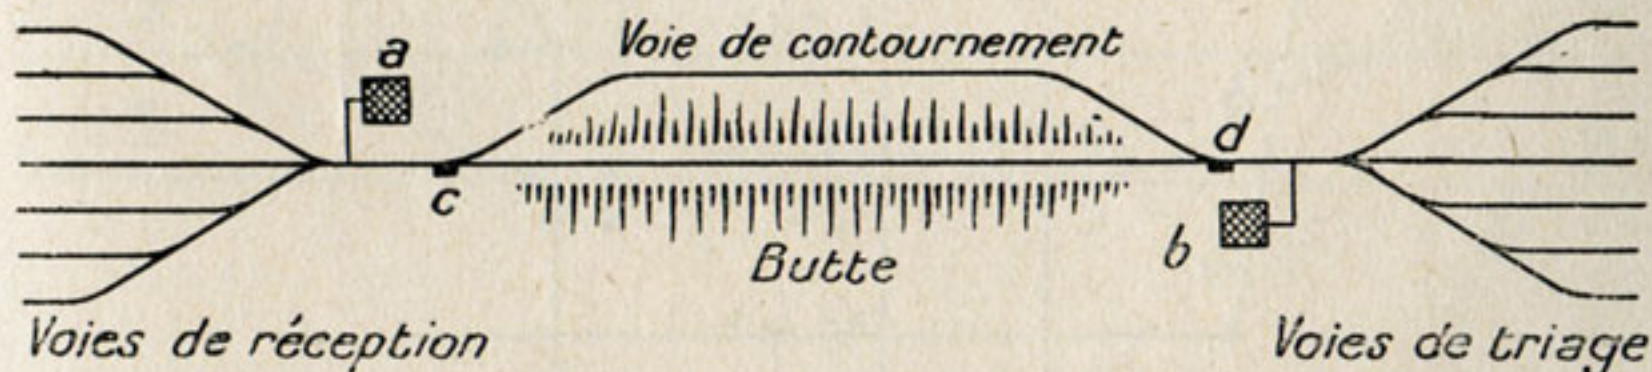 Voie de contournement
a
d
c
b
Butte
Voies de réception
Voies de triage